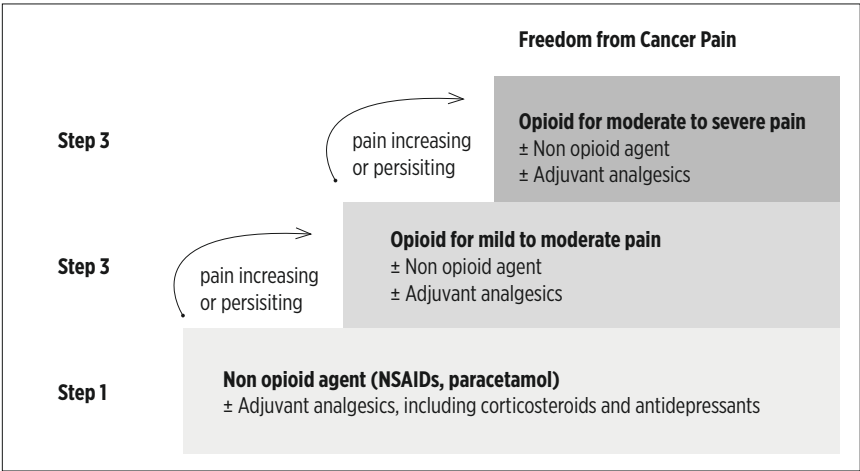 Freedom from Cancer Pain
Step 3
pain increasing
or persisiting
Opioid for moderate to severe pain
± Non opioid agent
± Adjuvant analgesics
Step 3
pain increasing
or persisiting
Opioid for mild to moderate pain
± Non opioid agent
± Adjuvant analgesics
Step 1
Non opioid agent (NSAIDs, paracetamol)
± Adjuvant analgesics, including corticosteroids and antidepressants